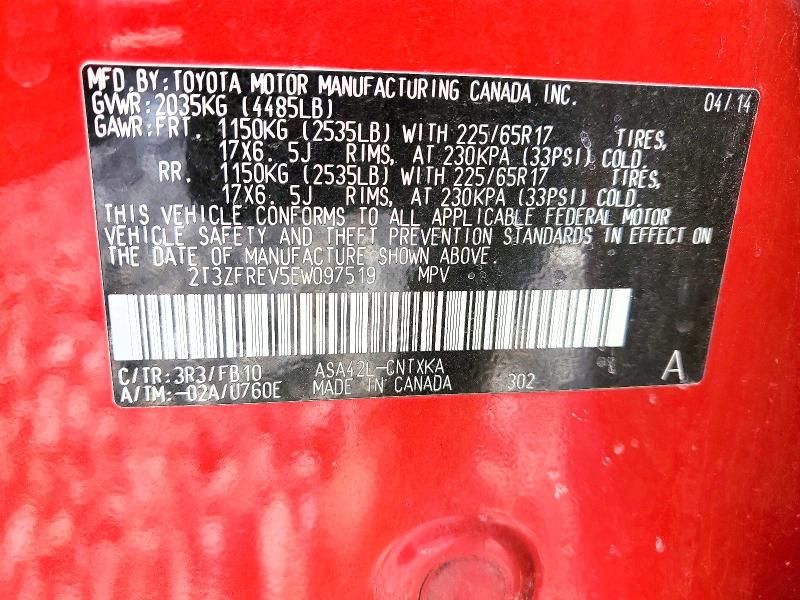 MFD. BY: TOYOTA MOTOR MANUFACTURING CANADA INC. 04/14
GVWR: 2035KG (4485LB)
GAWR: FRT. 1150KG (2535LB) WITH 225/65R17 TIRES,
17X6. 5J RIMS, AT 230KPA (33PSI) COLD.
RR. 1150KG (2535LB) WITH 225/65R17 TIRES,
17X6. 5J RIMS, AT 230KPA (33PSI) COLD.
THIS VEHICLE CONFORMS TO ALL APPLICABLE FEDERAL MOTOR
VEHICLE SAFETY AND THEFT PREVENTION STANDARDS IN EFFECT ON
THE DATE OF MANUFACTURE SHOWN ABOVE.
2T3ZFREV5EW097519 MPV
C/TR: 3R3/FB10 ASA42L-CNTXKA A
A/TM: -02A/U760E MADE IN CANADA 302